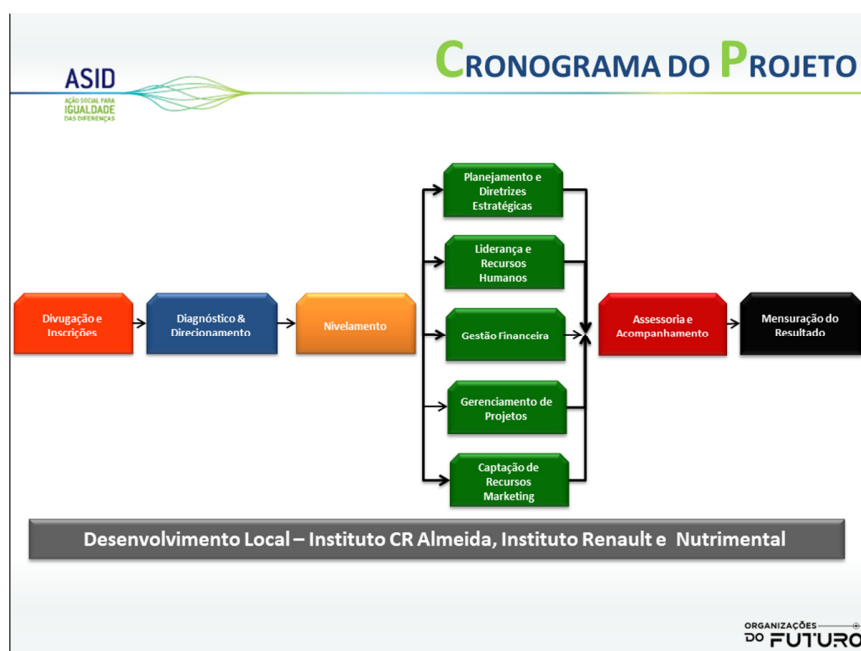 CRONOGRAMA DO PROJETO
ASID
AÇÃO SOCIAL PARA
IGUALDADE
DAS DIFERENÇAS
Planejamento e
Diretrizes
Estratégicas
Liderança e
Recursos
Humanos
Divugação e
Inscrições
Diagnóstico &
Direcionamento
Nivelamento
Gestão Financeira
Assessoria e
Acompanhamento
Mensuração do
Resultado
Gerenciamento de
Projetos
Captação de
Recursos
Marketing
Desenvolvimento Local – Instituto CR Almeida, Instituto Renault e Nutrimental
ORGANIZAÇÕES
DO FUTURO